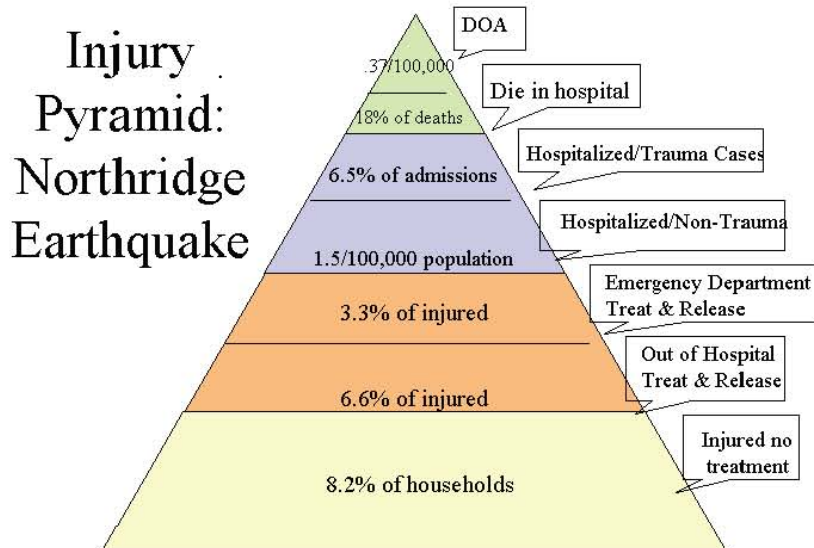 Injury
Pyramid:
Northridge
Earthquake
DOA
.37/100,000
Die in hospital
18% of deaths
Hospitalized/Trauma Cases
6.5% of admissions
Hospitalized/Non-Trauma
1.5/100,000 population
Emergency Department
Treat & Release
3.3% of injured
Out of Hospital
Treat & Release
6.6% of injured
Injured no
treatment
8.2% of households